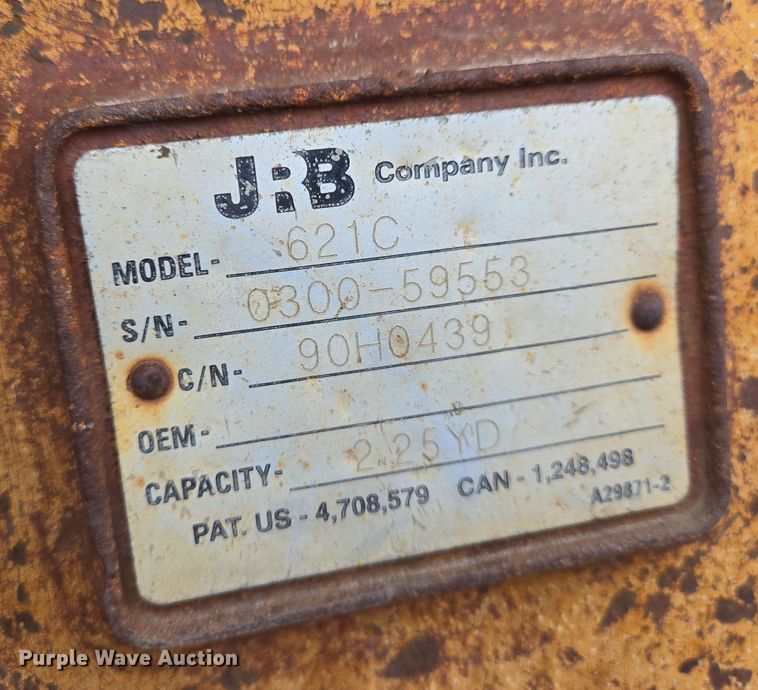 JRB Company Inc.
MODEL- 621C
S/N- 0300-59553
C/N- 90H0439
OEM-
CAPACITY- 2.25YD
PAT. US - 4,708,579 CAN - 1,248,498
A29871-2
Purple Wave Auction